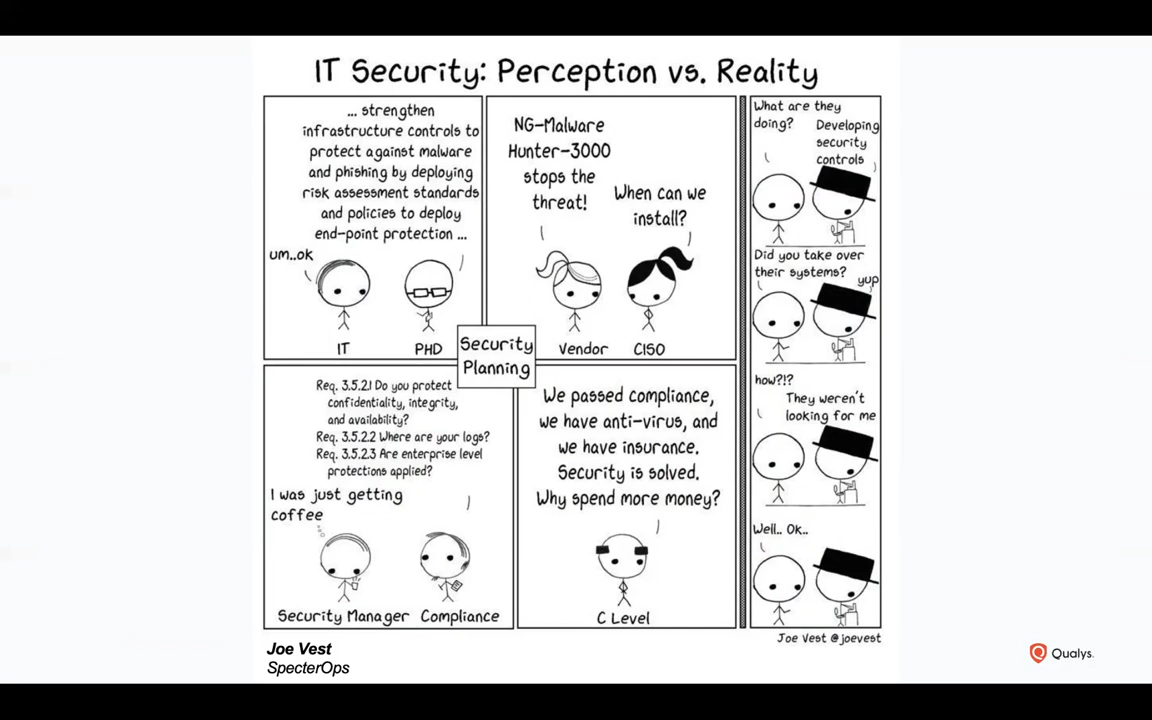 IT Security: Perception vs. Reality
... strengthen
infrastructure controls to
protect against malware
and phishing by deploying
risk assessment standards
and policies to deploy
end-point protection ...
um..ok
IT
PHD
NG-Malware
Hunter-3000
stops the
threat!
When can we
install?
Vendor
CISO
Security
Planning
Req. 3.5.2.1 Do you protect
confidentiality, integrity,
and availability?
Req. 3.5.2.2 Where are your logs?
Req. 3.5.2.3 Are enterprise level
protections applied?
I was just getting
coffee
Security Manager
Compliance
We passed compliance,
we have anti-virus, and
we have insurance.
Security is solved.
Why spend more money?
C Level
What are they
doing?
Developing
security
controls
Did you take over
their systems?
yup
how?!?
They weren't
looking for me
Well.. Ok..
Joe Vest @joevest
Joe Vest
SpecterOps
Qualys.